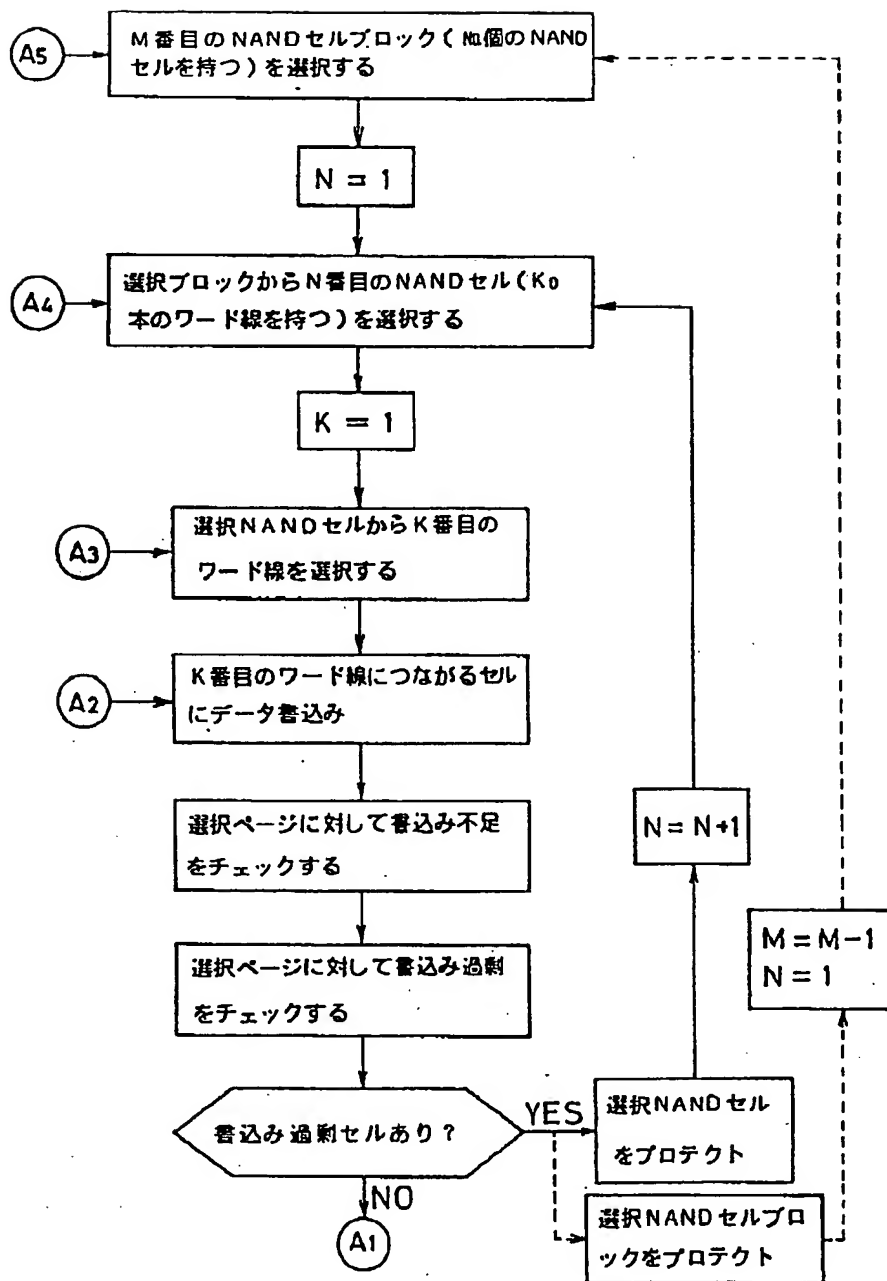 A5
M番目のNANDセルブロック(N0個のNAND
セルを持つ)を選択する
N = 1
A4
選択ブロックからN番目のNANDセル(K0
本のワード線を持つ)を選択する
K = 1
A3
選択NANDセルからK番目の
ワード線を選択する
A2
K番目のワード線につながるセル
にデータ書込み
選択ページに対して書込み不足
をチェックする
N = N+1
選択ページに対して書込み過剰
をチェックする
M = M-1
N = 1
書込み過剰セルあり?
YES
選択NANDセル
をプロテクト
NO
A1
選択NANDセルブロ
ックをプロテクト